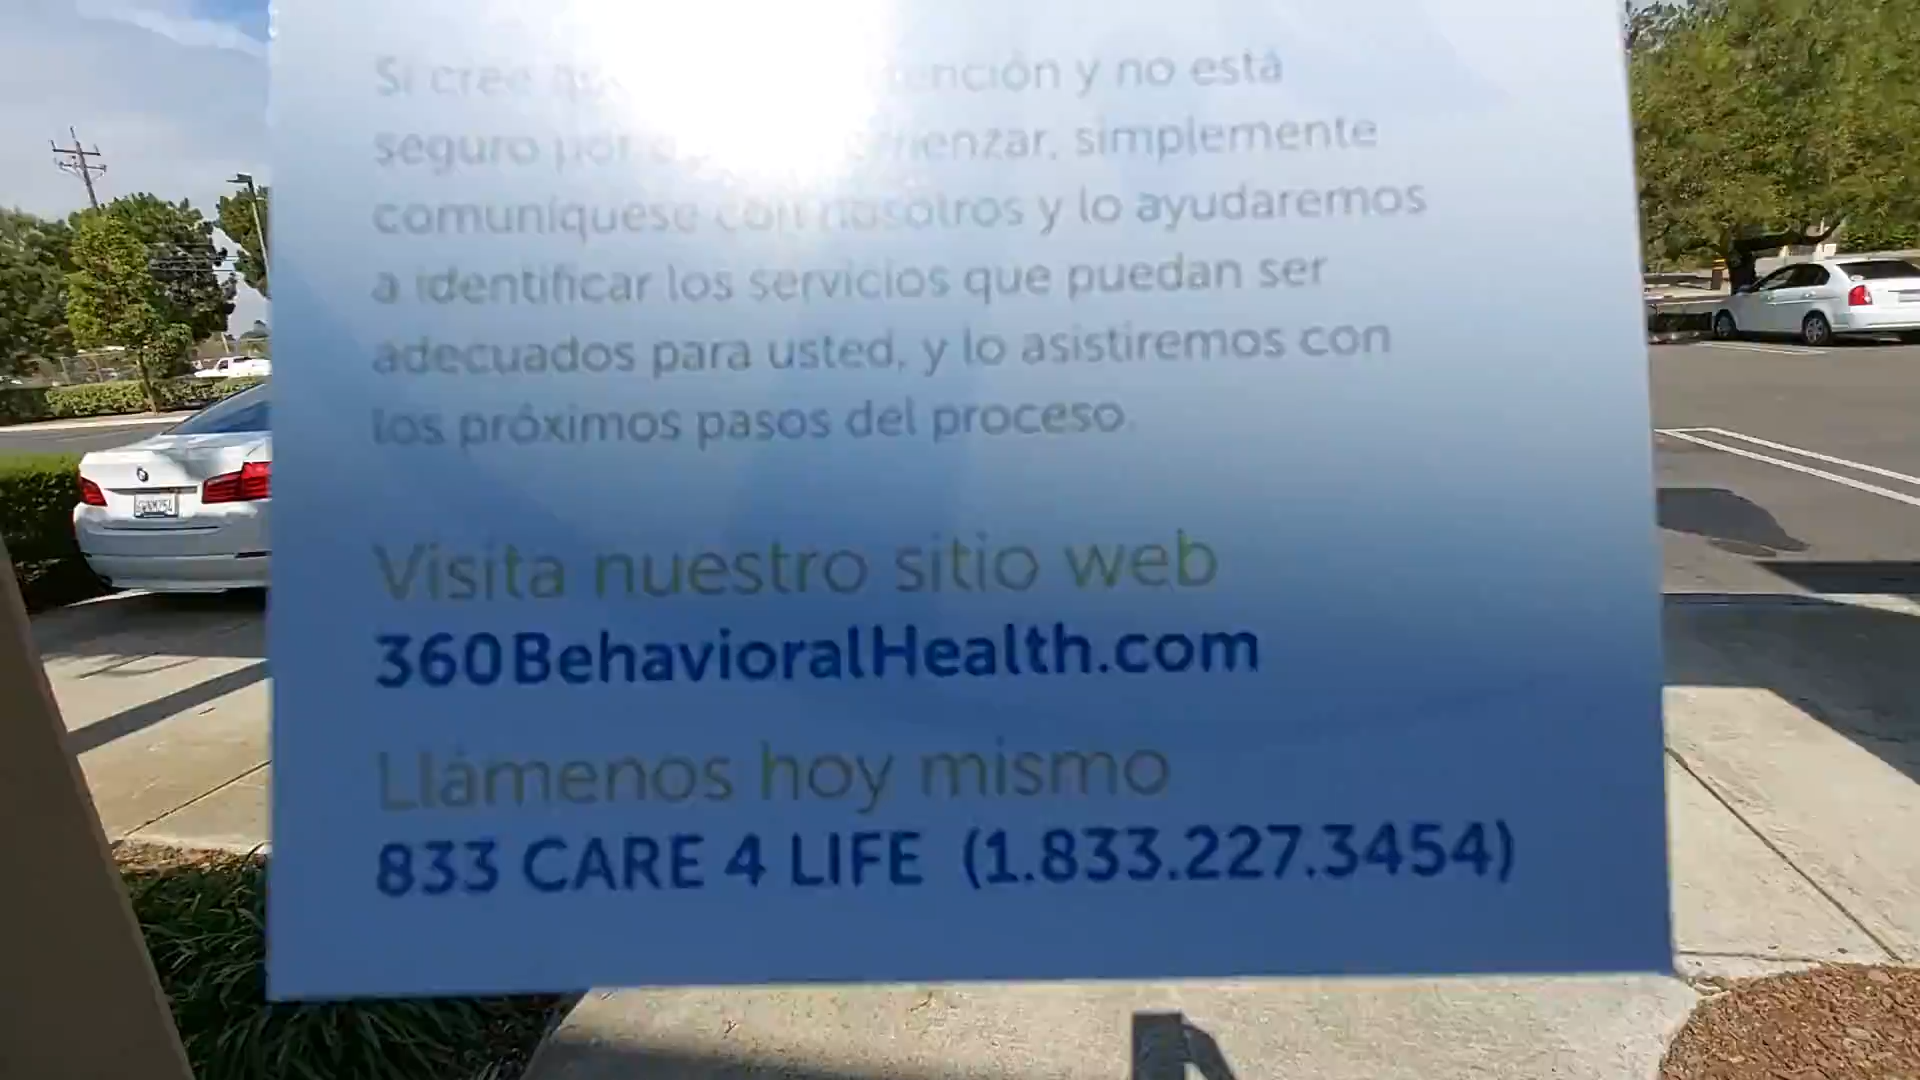 Si cree y no está
seguro por simplemente
comuníquese con nosotros y lo ayudaremos
a identificar los servicios que puedan ser
adecuados para usted, y lo asistiremos con
los próximos pasos del proceso.
Visita nuestro sitio web
360BehavioralHealth.com
Llámenos hoy mismo
833 CARE 4 LIFE (1.833.227.3454)